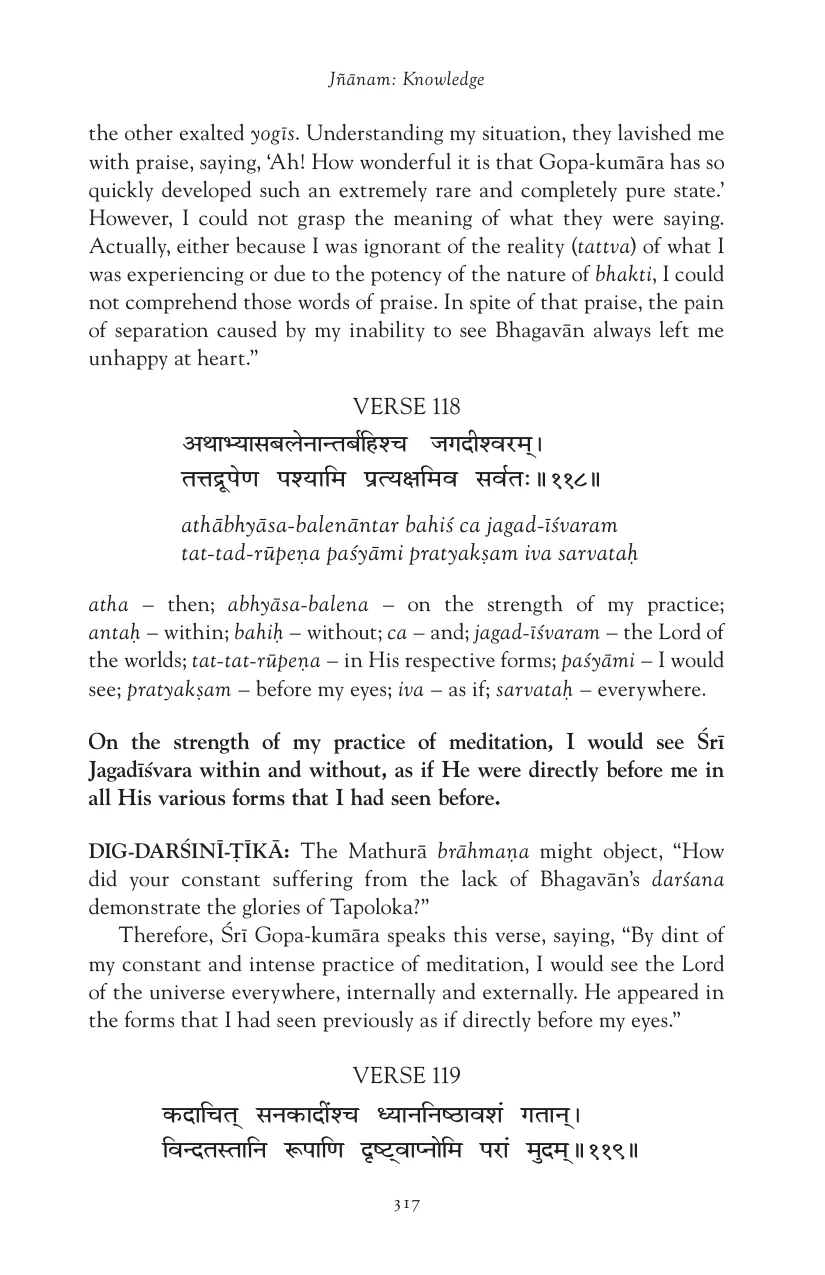 Jñānam: Knowledge
the other exalted yogīs. Understanding my situation, they lavished me
with praise, saying, ‘Ah! How wonderful it is that Gopa-kumāra has so
quickly developed such an extremely rare and completely pure state.’
However, I could not grasp the meaning of what they were saying.
Actually, either because I was ignorant of the reality (tattva) of what I
was experiencing or due to the potency of the nature of bhakti, I could
not comprehend those words of praise. In spite of that praise, the pain
of separation caused by my inability to see Bhagavān always left me
unhappy at heart.”
VERSE 118
अथाभ्यासबलेनान्तर्बहिश्च जगदीश्वरम्।
तत्तद्रूपेण पश्यामि प्रत्यक्षमिव सर्वतः॥११८॥
athābhyāsa-balenāntar bahiś ca jagad-īśvaram
tat-tad-rūpeṇa paśyāmi pratyakṣam iva sarvataḥ
atha – then; abhyāsa-balena – on the strength of my practice;
antaḥ – within; bahiḥ – without; ca – and; jagad-īśvaram – the Lord of
the worlds; tat-tat-rūpeṇa – in His respective forms; paśyāmi – I would
see; pratyakṣam – before my eyes; iva – as if; sarvataḥ – everywhere.
On the strength of my practice of meditation, I would see Śrī
Jagadīśvara within and without, as if He were directly before me in
all His various forms that I had seen before.
DIG-DARŚINĪ-ṬĪKĀ: The Mathurā brāhmaṇa might object, “How
did your constant suffering from the lack of Bhagavān’s darśana
demonstrate the glories of Tapoloka?”
Therefore, Śrī Gopa-kumāra speaks this verse, saying, “By dint of
my constant and intense practice of meditation, I would see the Lord
of the universe everywhere, internally and externally. He appeared in
the forms that I had seen previously as if directly before my eyes.”
VERSE 119
कदाचित् सनकादींश्च ध्याननिष्ठावशं गतान्।
विन्दतस्तानि रूपाणि दृष्ट्वाप्नोमि परां मुदम्॥११९॥
317